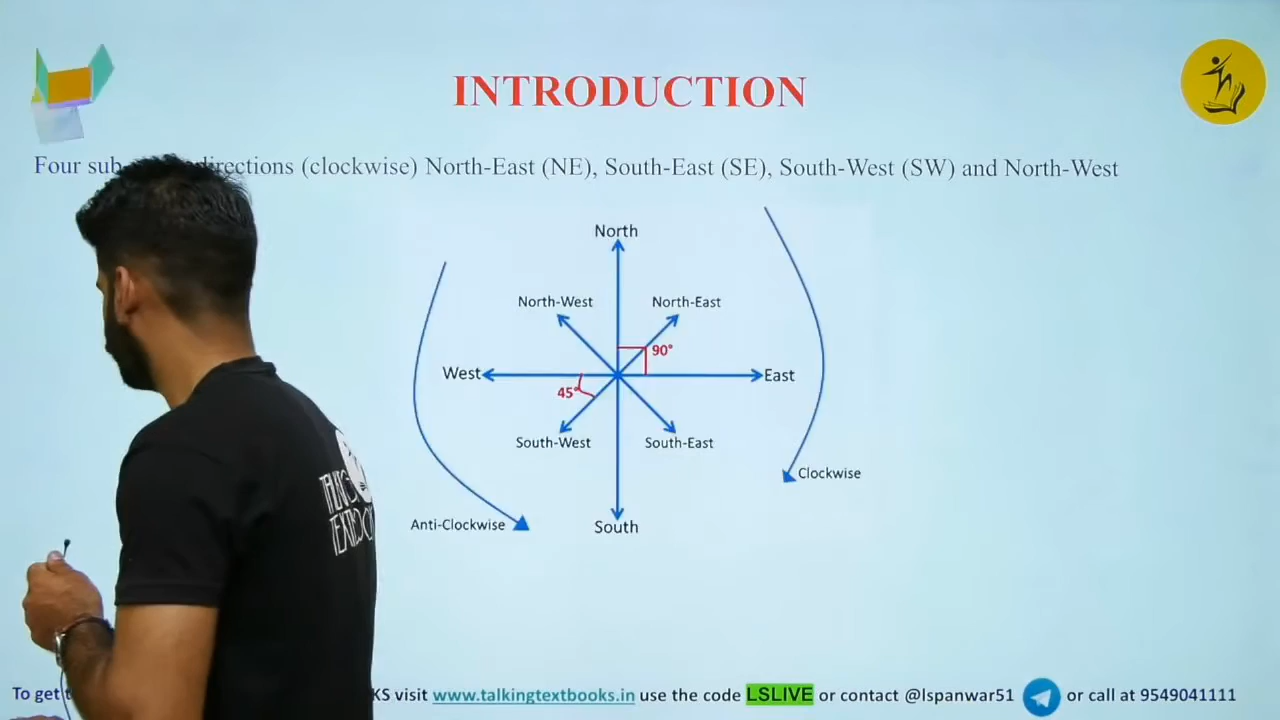 INTRODUCTION
Four sub directions (clockwise) North-East (NE), South-East (SE), South-West (SW) and North-West
North
North-West North-East
90°
West East
45°
South-West South-East
Clockwise
Anti-Clockwise
South
To get KS visit www.talkingtextbooks.in use the code LSLIVE or contact @lspanwar51 or call at 9549041111